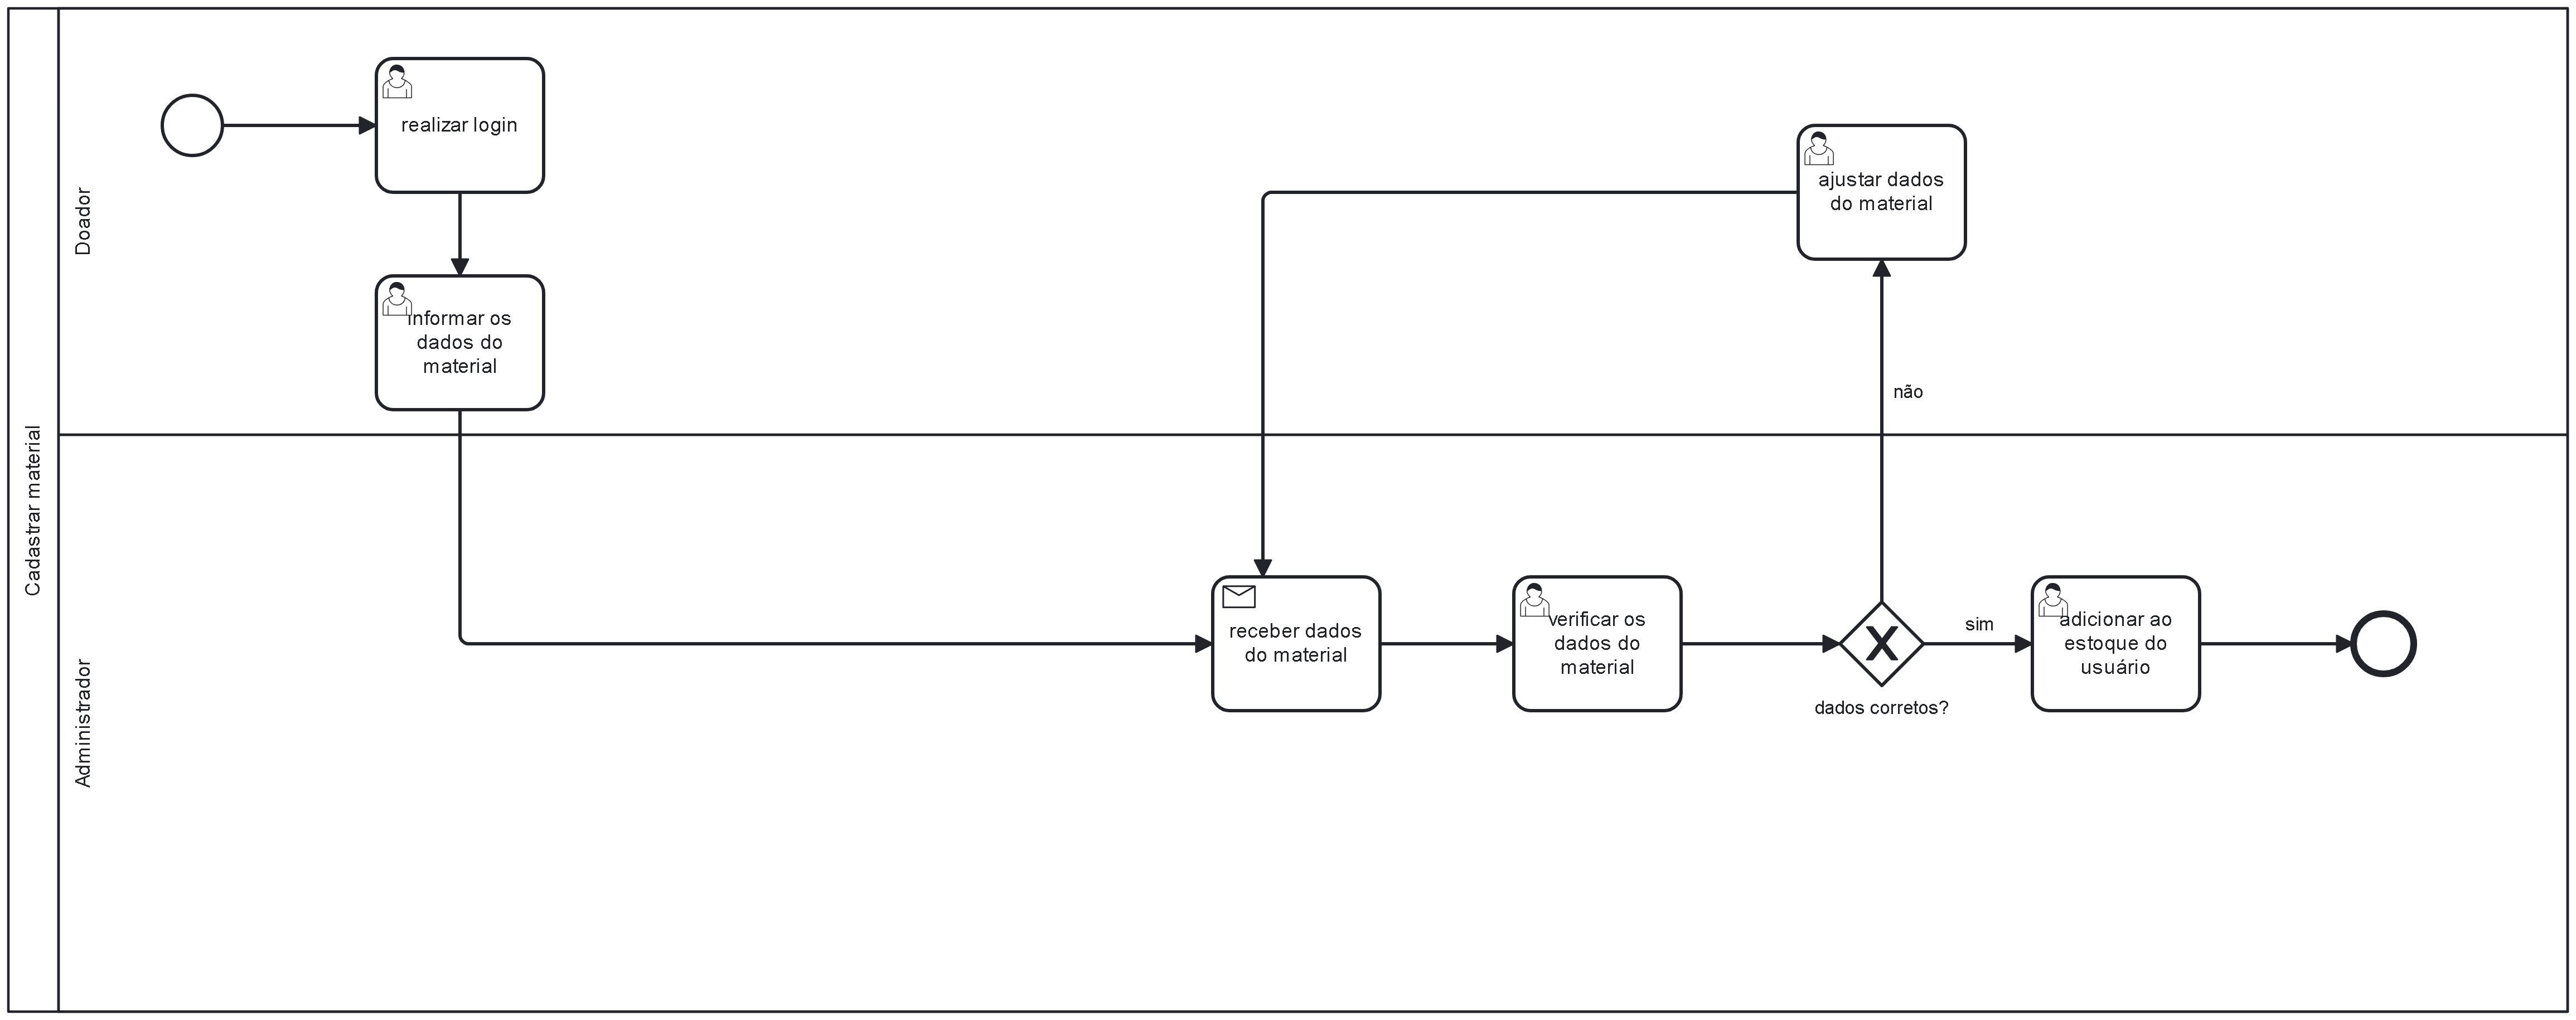 Cadastrar material
Doador
realizar login
informar os
dados do
material
ajustar dados
do material
não
Administrador
receber dados
do material
verificar os
dados do
material
dados corretos?
sim
adicionar ao
estoque do
usuário